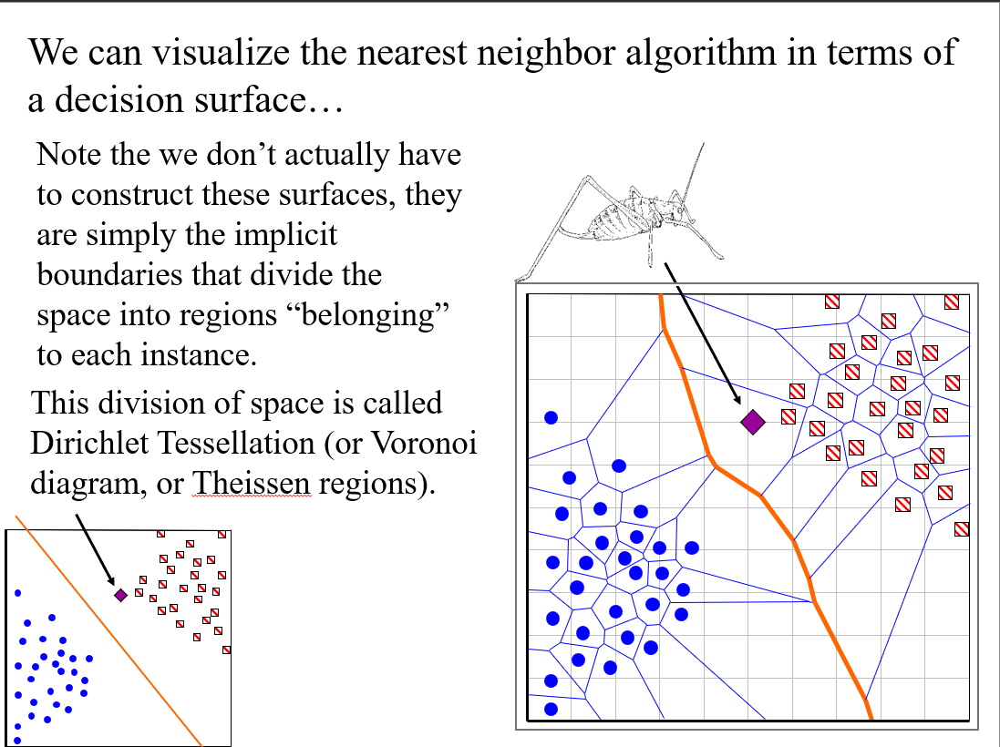 We can visualize the nearest neighbor algorithm in terms of
a decision surface…
Note the we don’t actually have
to construct these surfaces, they
are simply the implicit
boundaries that divide the
space into regions “belonging”
to each instance.
This division of space is called
Dirichlet Tessellation (or Voronoi
diagram, or Theissen regions).